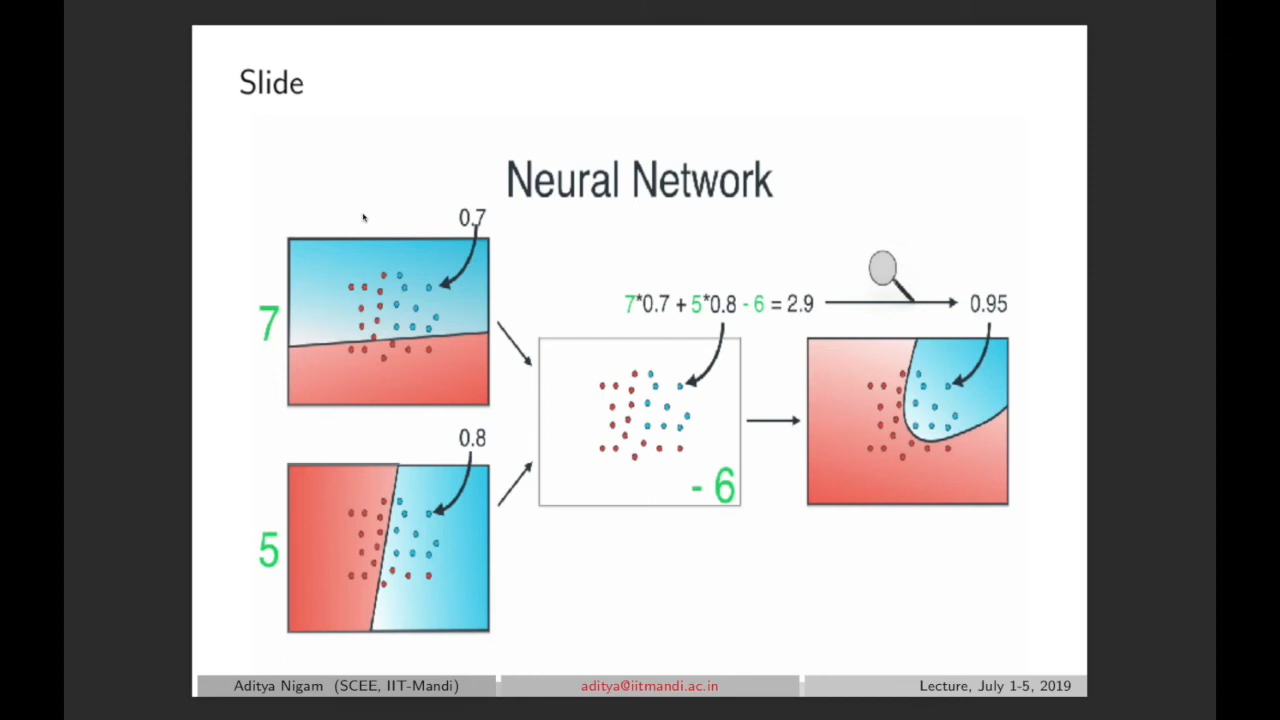 Slide
Neural Network
0.7
7
7*0.7 + 5*0.8 - 6 = 2.9
0.95
0.8
- 6
5
Aditya Nigam (SCEE, IIT-Mandi)
aditya@iitmandi.ac.in
Lecture, July 1-5, 2019